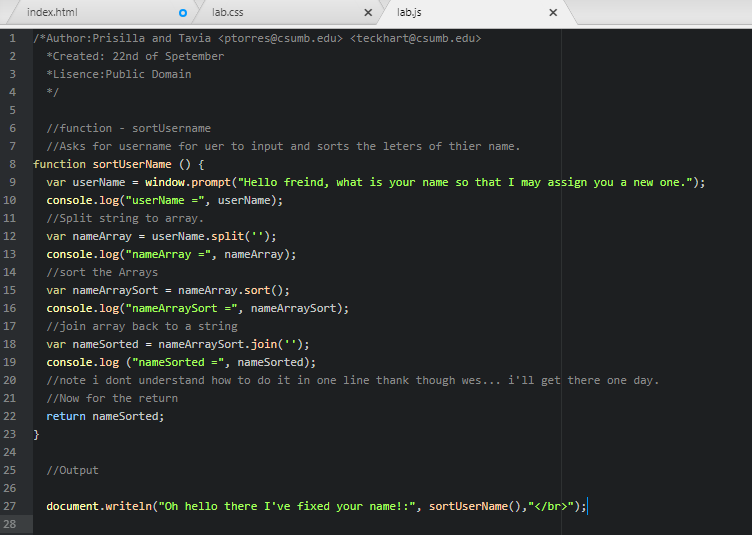 index.html lab.css lab.js
1 /*Author:Prisilla and Tavia <ptorres@csumb.edu> <teckhart@csumb.edu>
2 *Created: 22nd of Spetember
3 *Lisence:Public Domain
4 */
5
6 //function - sortUsername
7 //Asks for username for uer to input and sorts the leters of thier name.
8 function sortUserName () {
9 var userName = window.prompt("Hello freind, what is your name so that I may assign you a new one.");
10 console.log("userName =", userName);
11 //Split string to array.
12 var nameArray = userName.split('');
13 console.log("nameArray =", nameArray);
14 //sort the Arrays
15 var nameArraySort = nameArray.sort();
16 console.log("nameArraySort =", nameArraySort);
17 //join array back to a string
18 var nameSorted = nameArraySort.join('');
19 console.log ("nameSorted =", nameSorted);
20 //note i dont understand how to do it in one line thank though wes... i'll get there one day.
21 //Now for the return
22 return nameSorted;
23 }
24
25 //Output
26
27 document.writeln("Oh hello there I've fixed your name!:", sortUserName(),"</br>");
28